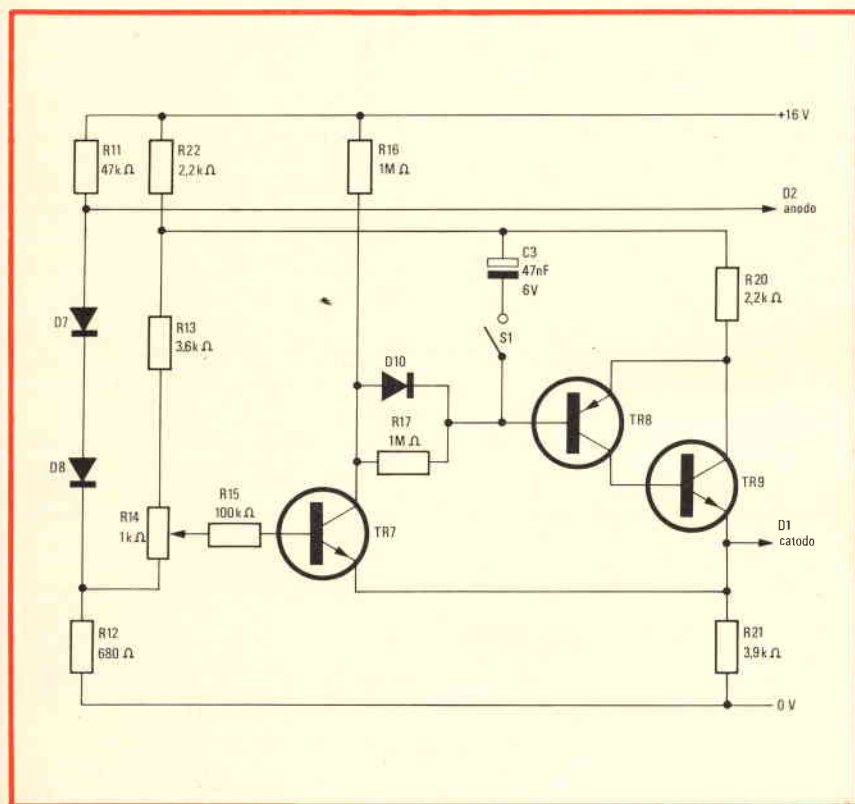 +16 V
R11
47k Ω
R22
2,2k Ω
R16
1M Ω
D2
anodo
C3
47nF
6V
R20
2,2k Ω
D7
R13
3,6k Ω
S1
D10
R17
1M Ω
TR8
D8
R14
1k Ω
R15
100k Ω
TR7
TR9
D1
catodo
R12
680 Ω
R21
3,9k Ω
0 V